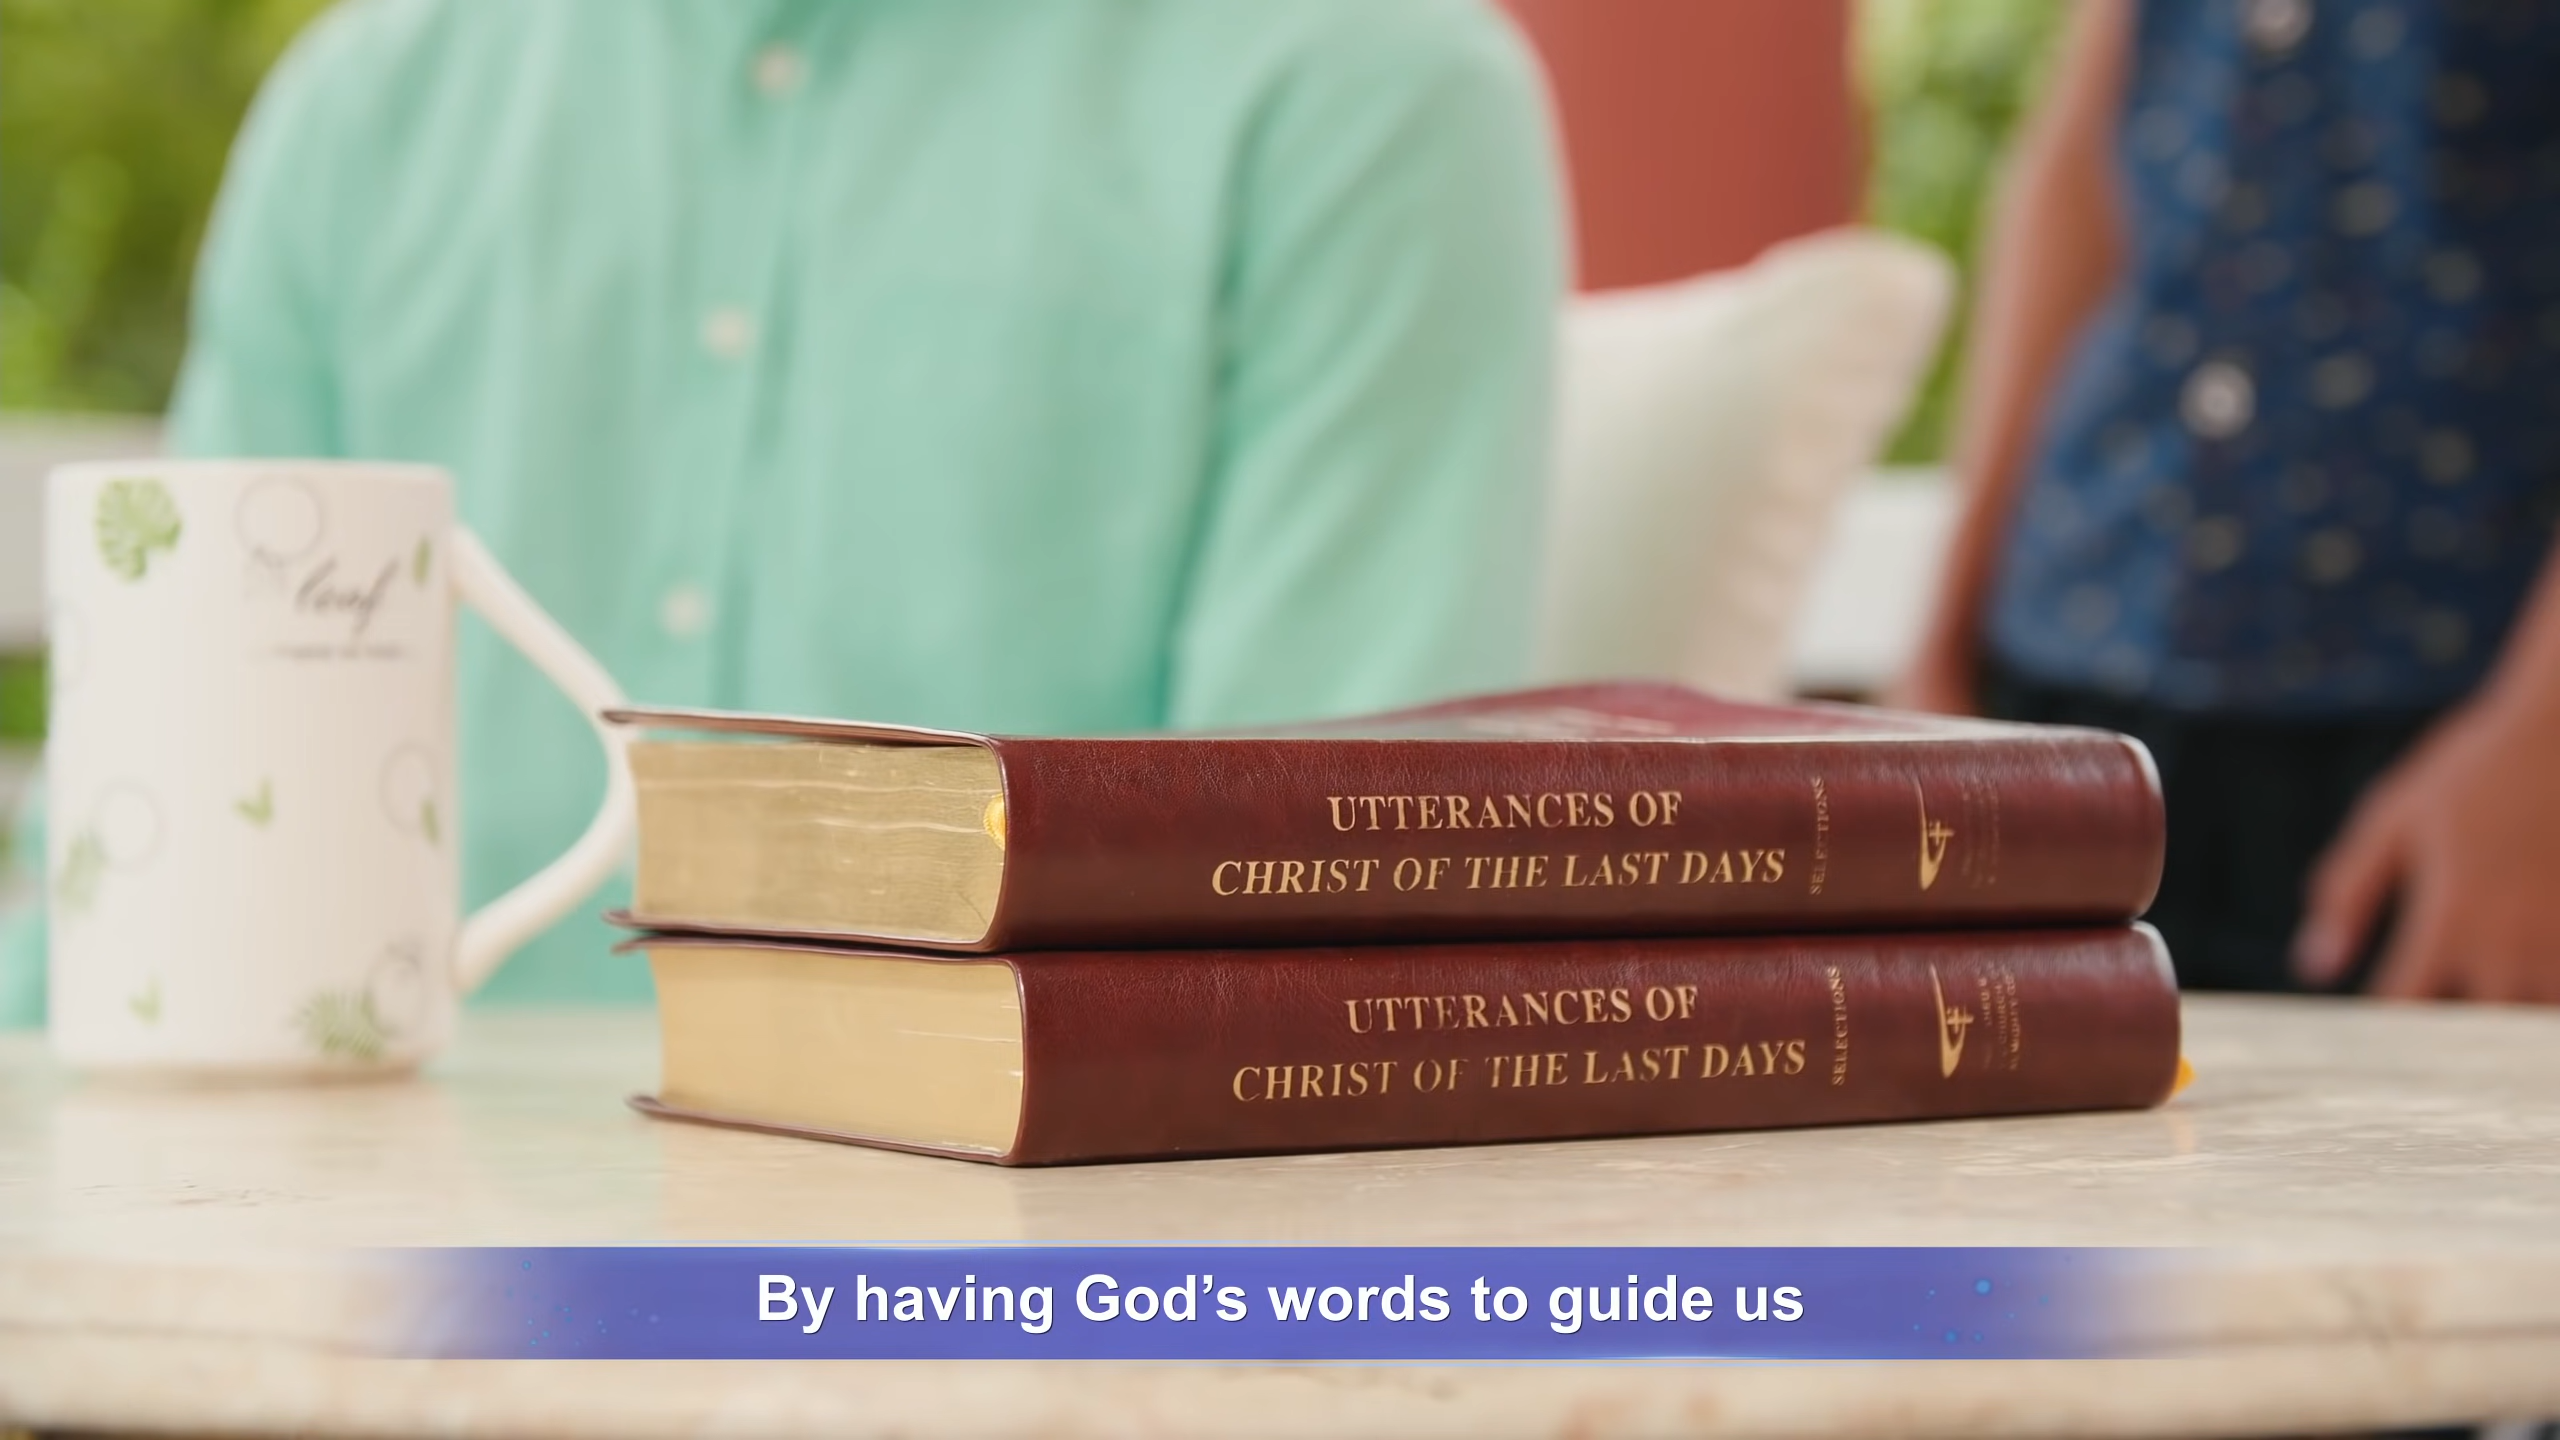 leaf
UTTERANCES OF
CHRIST OF THE LAST DAYS
SELECTIONS
UTTERANCES OF
CHRIST OF THE LAST DAYS
SELECTIONS
By having God’s words to guide us